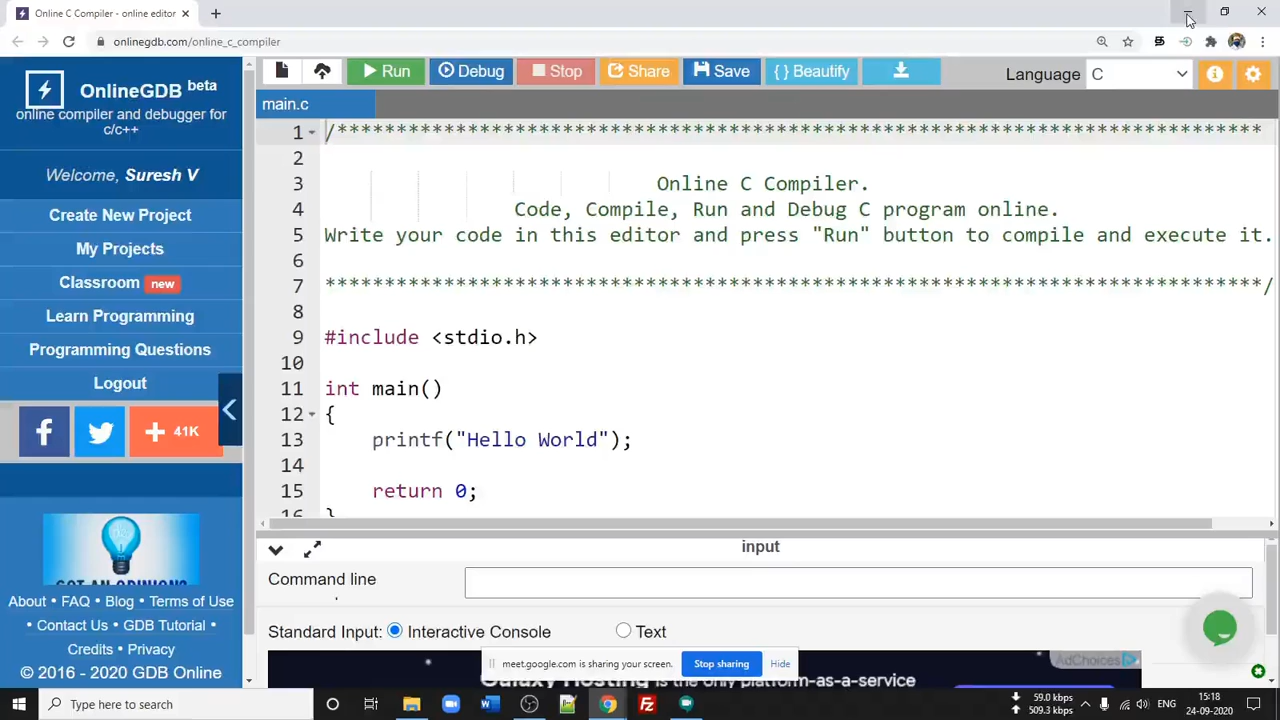 Online C Compiler - online editor
onlinegdb.com/online_c_compiler
OnlineGDB beta
online compiler and debugger for
c/c++
Welcome, Suresh V
Create New Project
My Projects
Classroom new
Learn Programming
Programming Questions
Logout
41K
GOT AN OPINION?
About • FAQ • Blog • Terms of Use
• Contact Us • GDB Tutorial •
Credits • Privacy
© 2016 - 2020 GDB Online
Run
Debug
Stop
Share
Save
{ } Beautify
Language C
main.c
1 /******************************************************************************
2
3 Online C Compiler.
4 Code, Compile, Run and Debug C program online.
5 Write your code in this editor and press "Run" button to compile and execute it.
6
7 *******************************************************************************/
8
9 #include <stdio.h>
10
11 int main()
12 {
13 printf("Hello World");
14
15 return 0;
16 }
input
Command line
Standard Input: Interactive Console Text
AdChoices
Galaxy Hosting is the only platform-as-a-service
meet.google.com is sharing your screen. Stop sharing Hide
Type here to search
59.0 kbps
509.3 kbps
ENG
15:18
24-09-2020